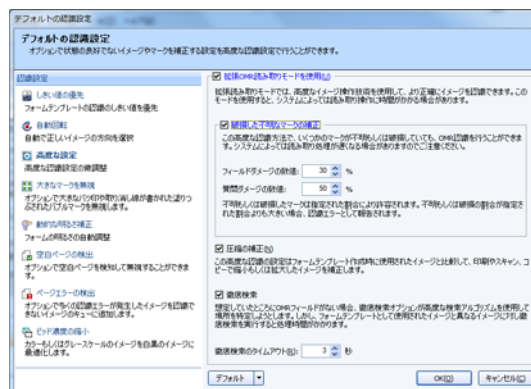 デフォルトの認識設定
デフォルトの認識設定
オプションで状態の良好でないイメージやマークを補正する設定を高度な認識設定で行うことができます。
認識設定
しきい値の優先
フォームテンプレートの認識のしきい値を優先
自動回転
自動で正しいイメージの方向を選択
高度な設定
高度な認識設定の微調整
大きなマークを無視
オプションで大きなバツ印や取り消し線が書かれた塗りつ
ぶされたバブルマークを無視します。
動的な明るさ補正
フォームの明るさの自動調整
空白ページの検出
オプションで空白ページを検知して無視することができま
す。
ページエラーの検出
オプションで多くの認識エラーが発生したイメージを認識で
きないイメージのキューに追加します。
ビット濃度の縮小
カラーもしくはグレースケールのイメージを白黒のイメージに
最適化します。
拡張OMR読み取りモードを使用(U)
拡張読み取りモードでは、高度なイメージ操作技術を使用して、より正確にイメージを認識できます。この
モードを使用すると、システムによっては読み取り操作に時間がかかる場合があります。
破損した不明なマークの補正
この高度な認識方法で、いくつかのマークが不明もしくは破損していても、OMR認識を行うことができま
す。システムによっては読み取り処理が遅くなる場合がありますのでご注意ください。
フィールドダメージの数値: 30 %
質問ダメージの数値: 50 %
不明もしくは破損したマークは指定された割合により許容されます。不明もしくは破損の割合が指定さ
れた割合よりも大きい場合、認識エラーとして報告されます。
圧縮の補正(N)
この高度な認識の設定はフォームテンプレート作成時に使用されたイメージと比較して、印刷やスキャン、コ
ピーで縮小もしくは拡大したイメージを補正します。
徹底検索
想定していたところにOMRフィールドがない場合、徹底検索オプションが高度な検索アルゴリズムを使用して
場所を特定しようとします。しかし、フォームテンプレートとして使用されたイメージと異なるイメージに対し徹
底検索を実行すると処理時間がかかります。
徹底検索のタイムアウト(R): 3 秒
デフォルト
OK(O)
キャンセル(C)